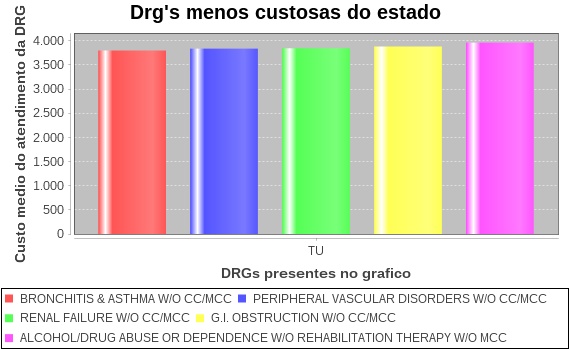 Drg's menos custosas do estado
Custo medio do atendimento da DRG
4.000
3.500
3.000
2.500
2.000
1.500
1.000
500
0
TU
DRGs presentes no grafico
BRONCHITIS & ASTHMA W/O CC/MCC PERIPHERAL VASCULAR DISORDERS W/O CC/MCC
RENAL FAILURE W/O CC/MCC G.I. OBSTRUCTION W/O CC/MCC
ALCOHOL/DRUG ABUSE OR DEPENDENCE W/O REHABILITATION THERAPY W/O MCC